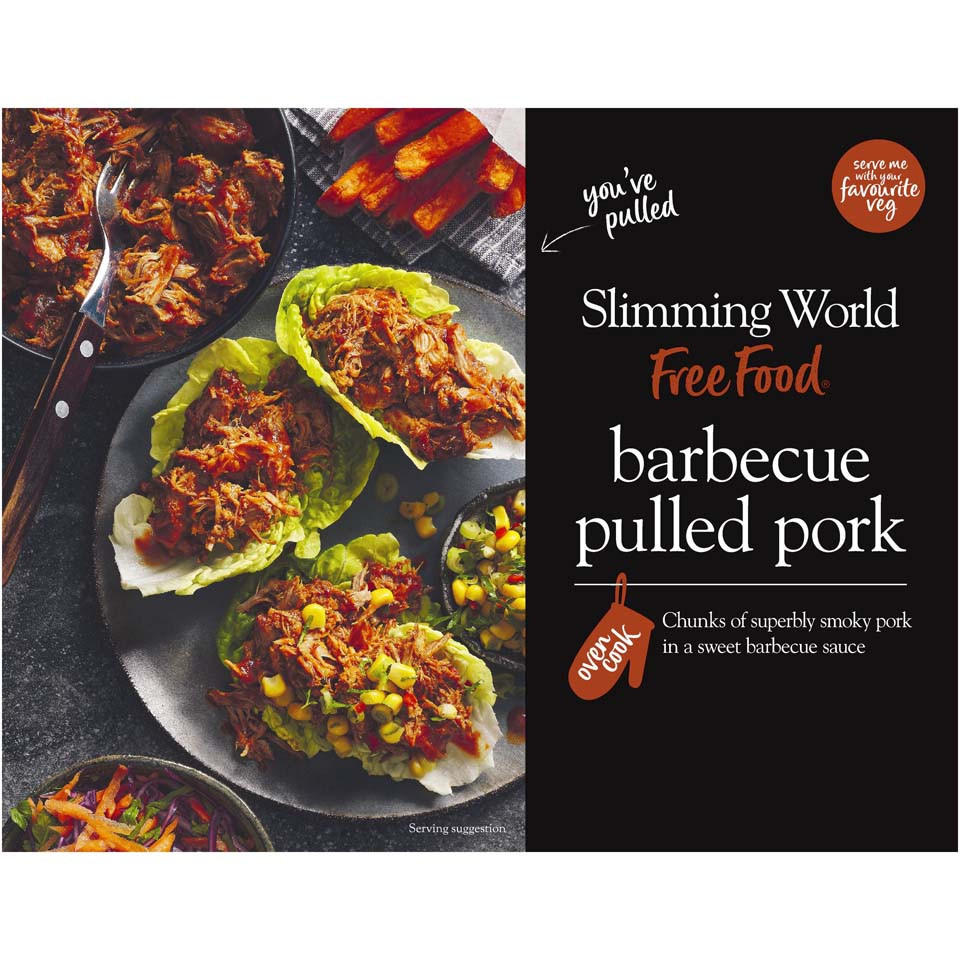 you've
pulled
serve me
with your
favourite
veg
Slimming World
Free Food®
barbecue
pulled pork
oven
cook
Chunks of superbly smoky pork
in a sweet barbecue sauce
Serving suggestion